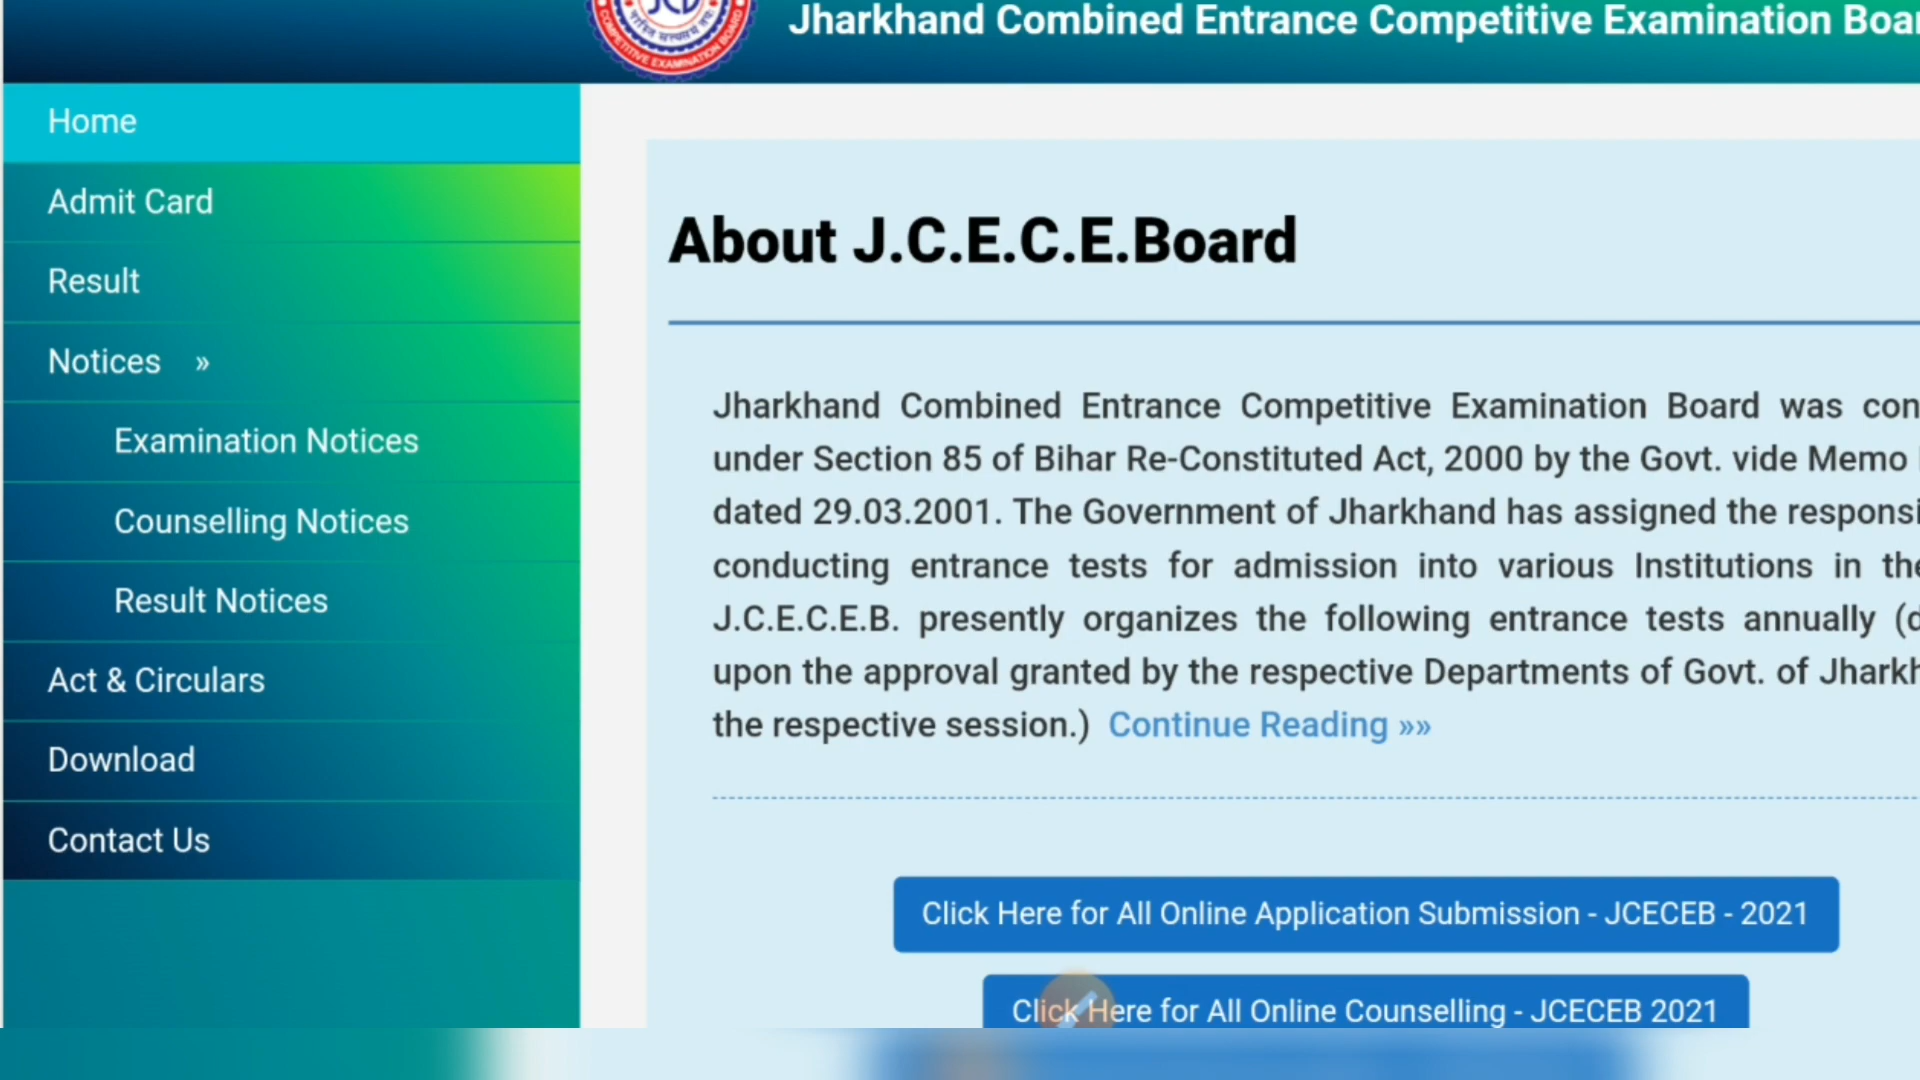 Jharkhand Combined Entrance Competitive Examination
COMPETITIVE EXAMINATION BOARD
Home
Admit Card
Result
Notices »
Examination Notices
Counselling Notices
Result Notices
Act & Circulars
Download
Contact Us
About J.C.E.C.E.Board
Jharkhand Combined Entrance Competitive Examination Board was
under Section 85 of Bihar Re-Constituted Act, 2000 by the Govt. vide Memo
dated 29.03.2001. The Government of Jharkhand has assigned the
conducting entrance tests for admission into various Institutions in
J.C.E.C.E.B. presently organizes the following entrance tests annually
upon the approval granted by the respective Departments of Govt. of
the respective session.) Continue Reading »»
Click Here for All Online Application Submission - JCECEB - 2021
Click Here for All Online Counselling - JCECEB 2021